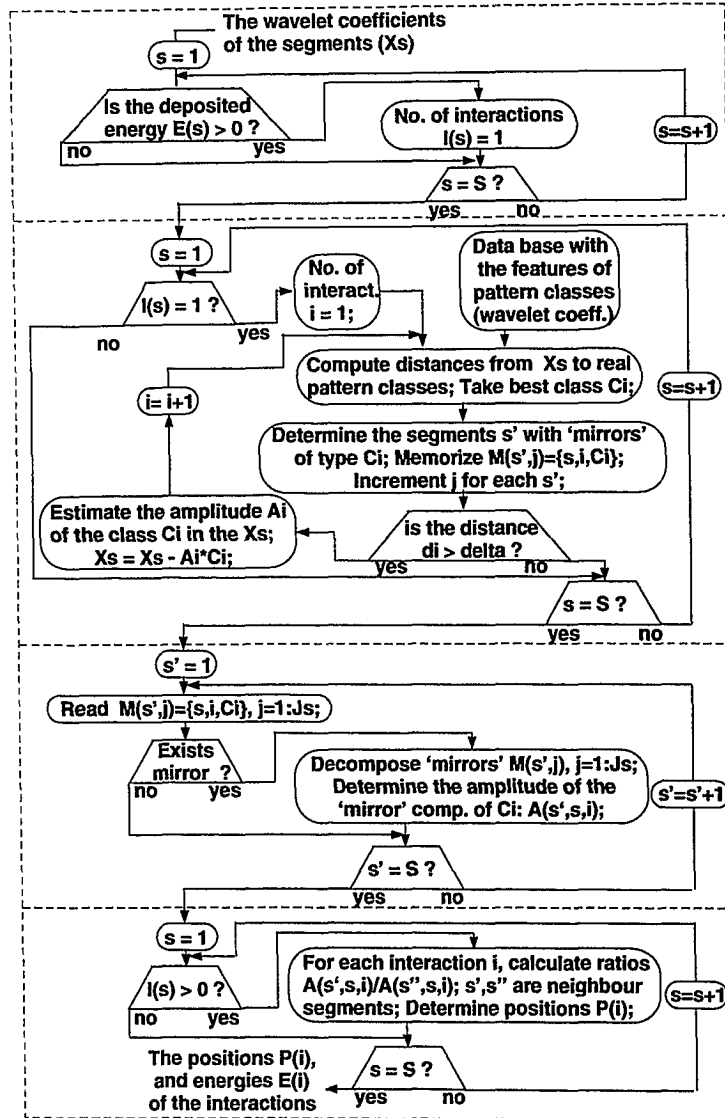 The wavelet coefficients
of the segments (Xs)
s = 1
Is the deposited
energy E(s) > 0 ?
no yes
No. of interactions
I(s) = 1
s=s+1
s = S ?
yes no
s = 1
I(s) = 1 ?
no yes
No. of
interact.
i = 1;
Data base with
the features of
pattern classes
(wavelet coeff.)
Compute distances from Xs to real
pattern classes; Take best class Ci;
s=s+1
i= i+1
Determine the segments s' with 'mirrors'
of type Ci; Memorize M(s',j)={s,i,Ci};
Increment j for each s';
Estimate the amplitude Ai
of the class Ci in the Xs;
Xs = Xs - Ai*Ci;
is the distance
di > delta ?
yes no
s = S ?
yes no
s' = 1
Read M(s',j)={s,i,Ci}, j=1:Js;
Exists
mirror ?
no yes
Decompose 'mirrors' M(s',j), j=1:Js;
Determine the amplitude of the
'mirror' comp. of Ci: A(s',s,i);
s'=s'+1
s' = S ?
yes no
s = 1
I(s) > 0 ?
no yes
For each interaction i, calculate ratios
A(s',s,i)/A(s'',s,i); s',s'' are neighbour
segments; Determine positions P(i);
s=s+1
s = S ?
yes no
The positions P(i),
and energies E(i)
of the interactions